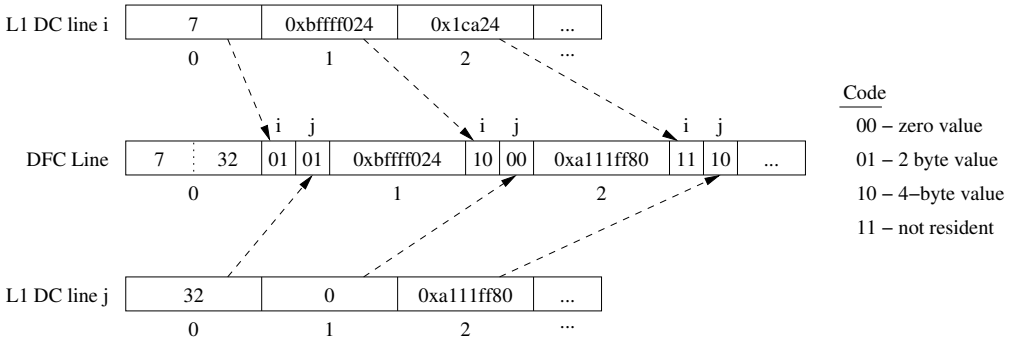 L1 DC line i 7 0xbffff024 0x1ca24 ...
0 1 2 ...
Code
i j i j i j
00 – zero value
DFC Line 7 32 01 01 0xbffff024 10 00 0xa111ff80 11 10 ...
01 – 2 byte value
0 1 2
10 – 4–byte value
11 – not resident
L1 DC line j 32 0 0xa111ff80 ...
0 1 2 ...